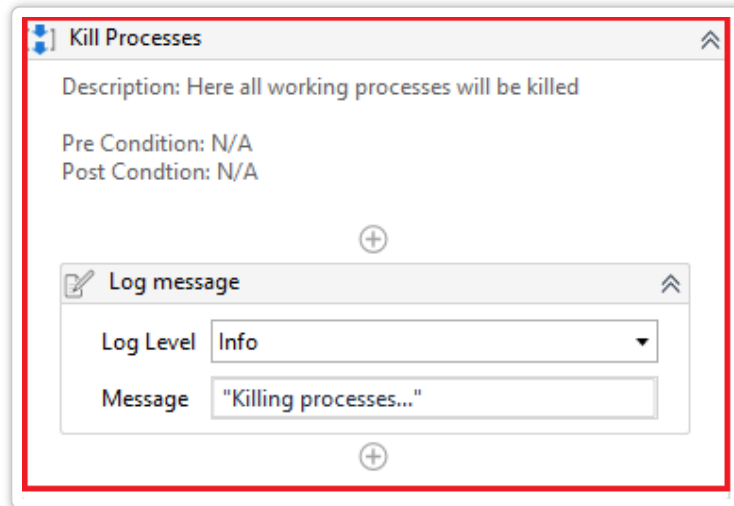 Kill Processes
Description: Here all working processes will be killed
Pre Condition: N/A
Post Condtion: N/A
Log message
Log Level Info
Message "Killing processes..."